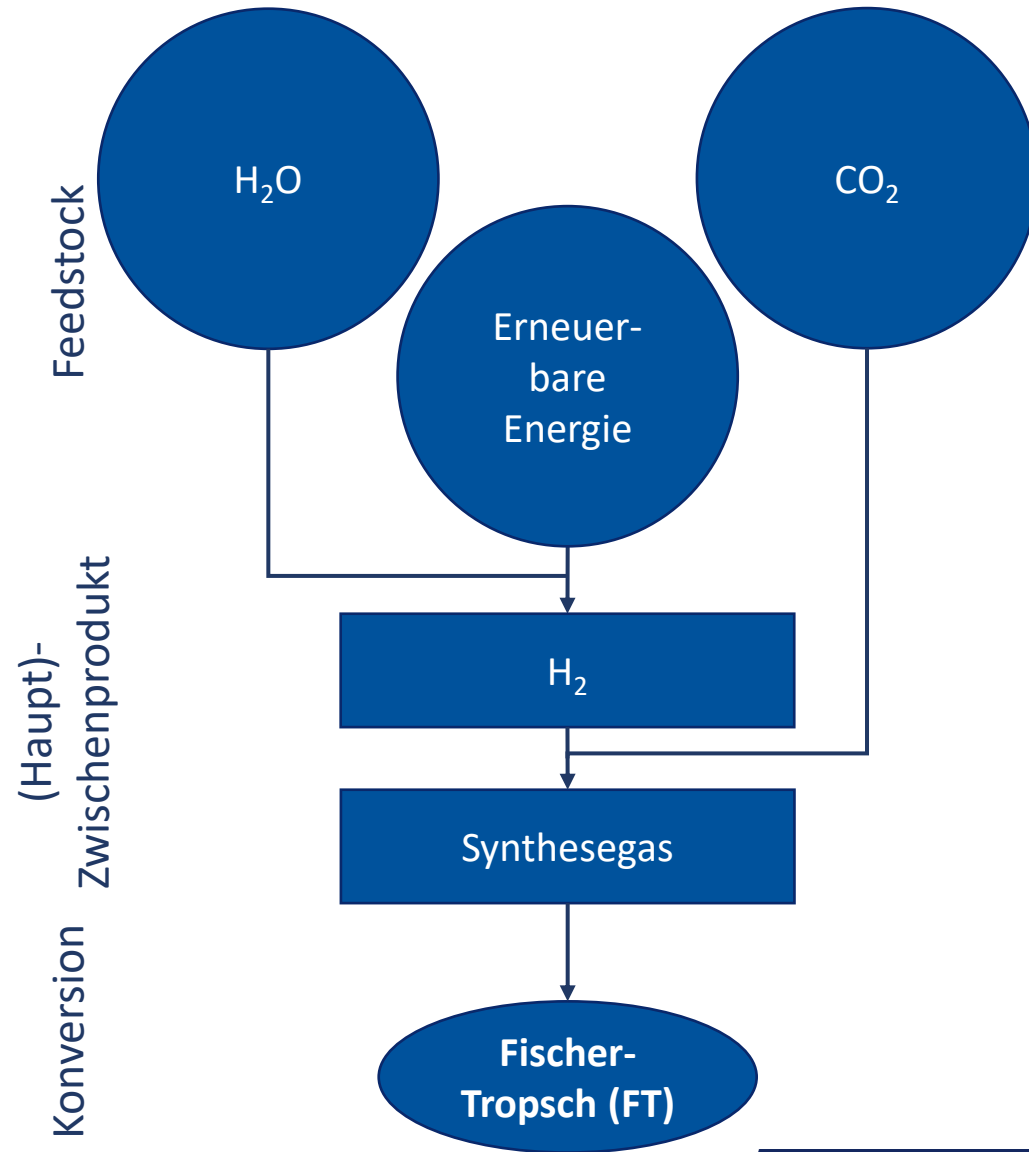 Feedstock
H₂O
CO₂
Erneuer-
bare
Energie
(Haupt)-
Zwischenprodukt
H₂
Synthesegas
Konversion
Fischer-
Tropsch (FT)